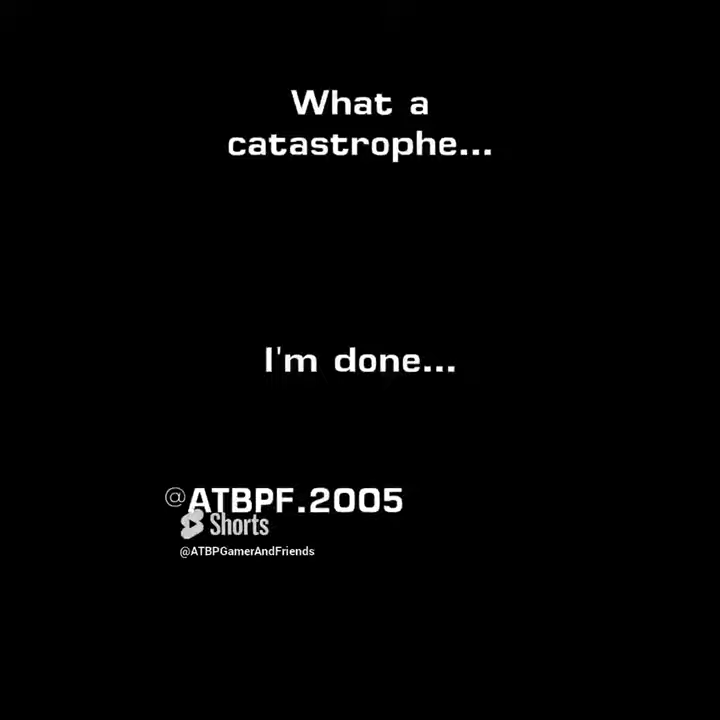 What a
catastrophe...
I'm done...
@ATBPF.2005
Shorts
@ATBPGamerAndFriends